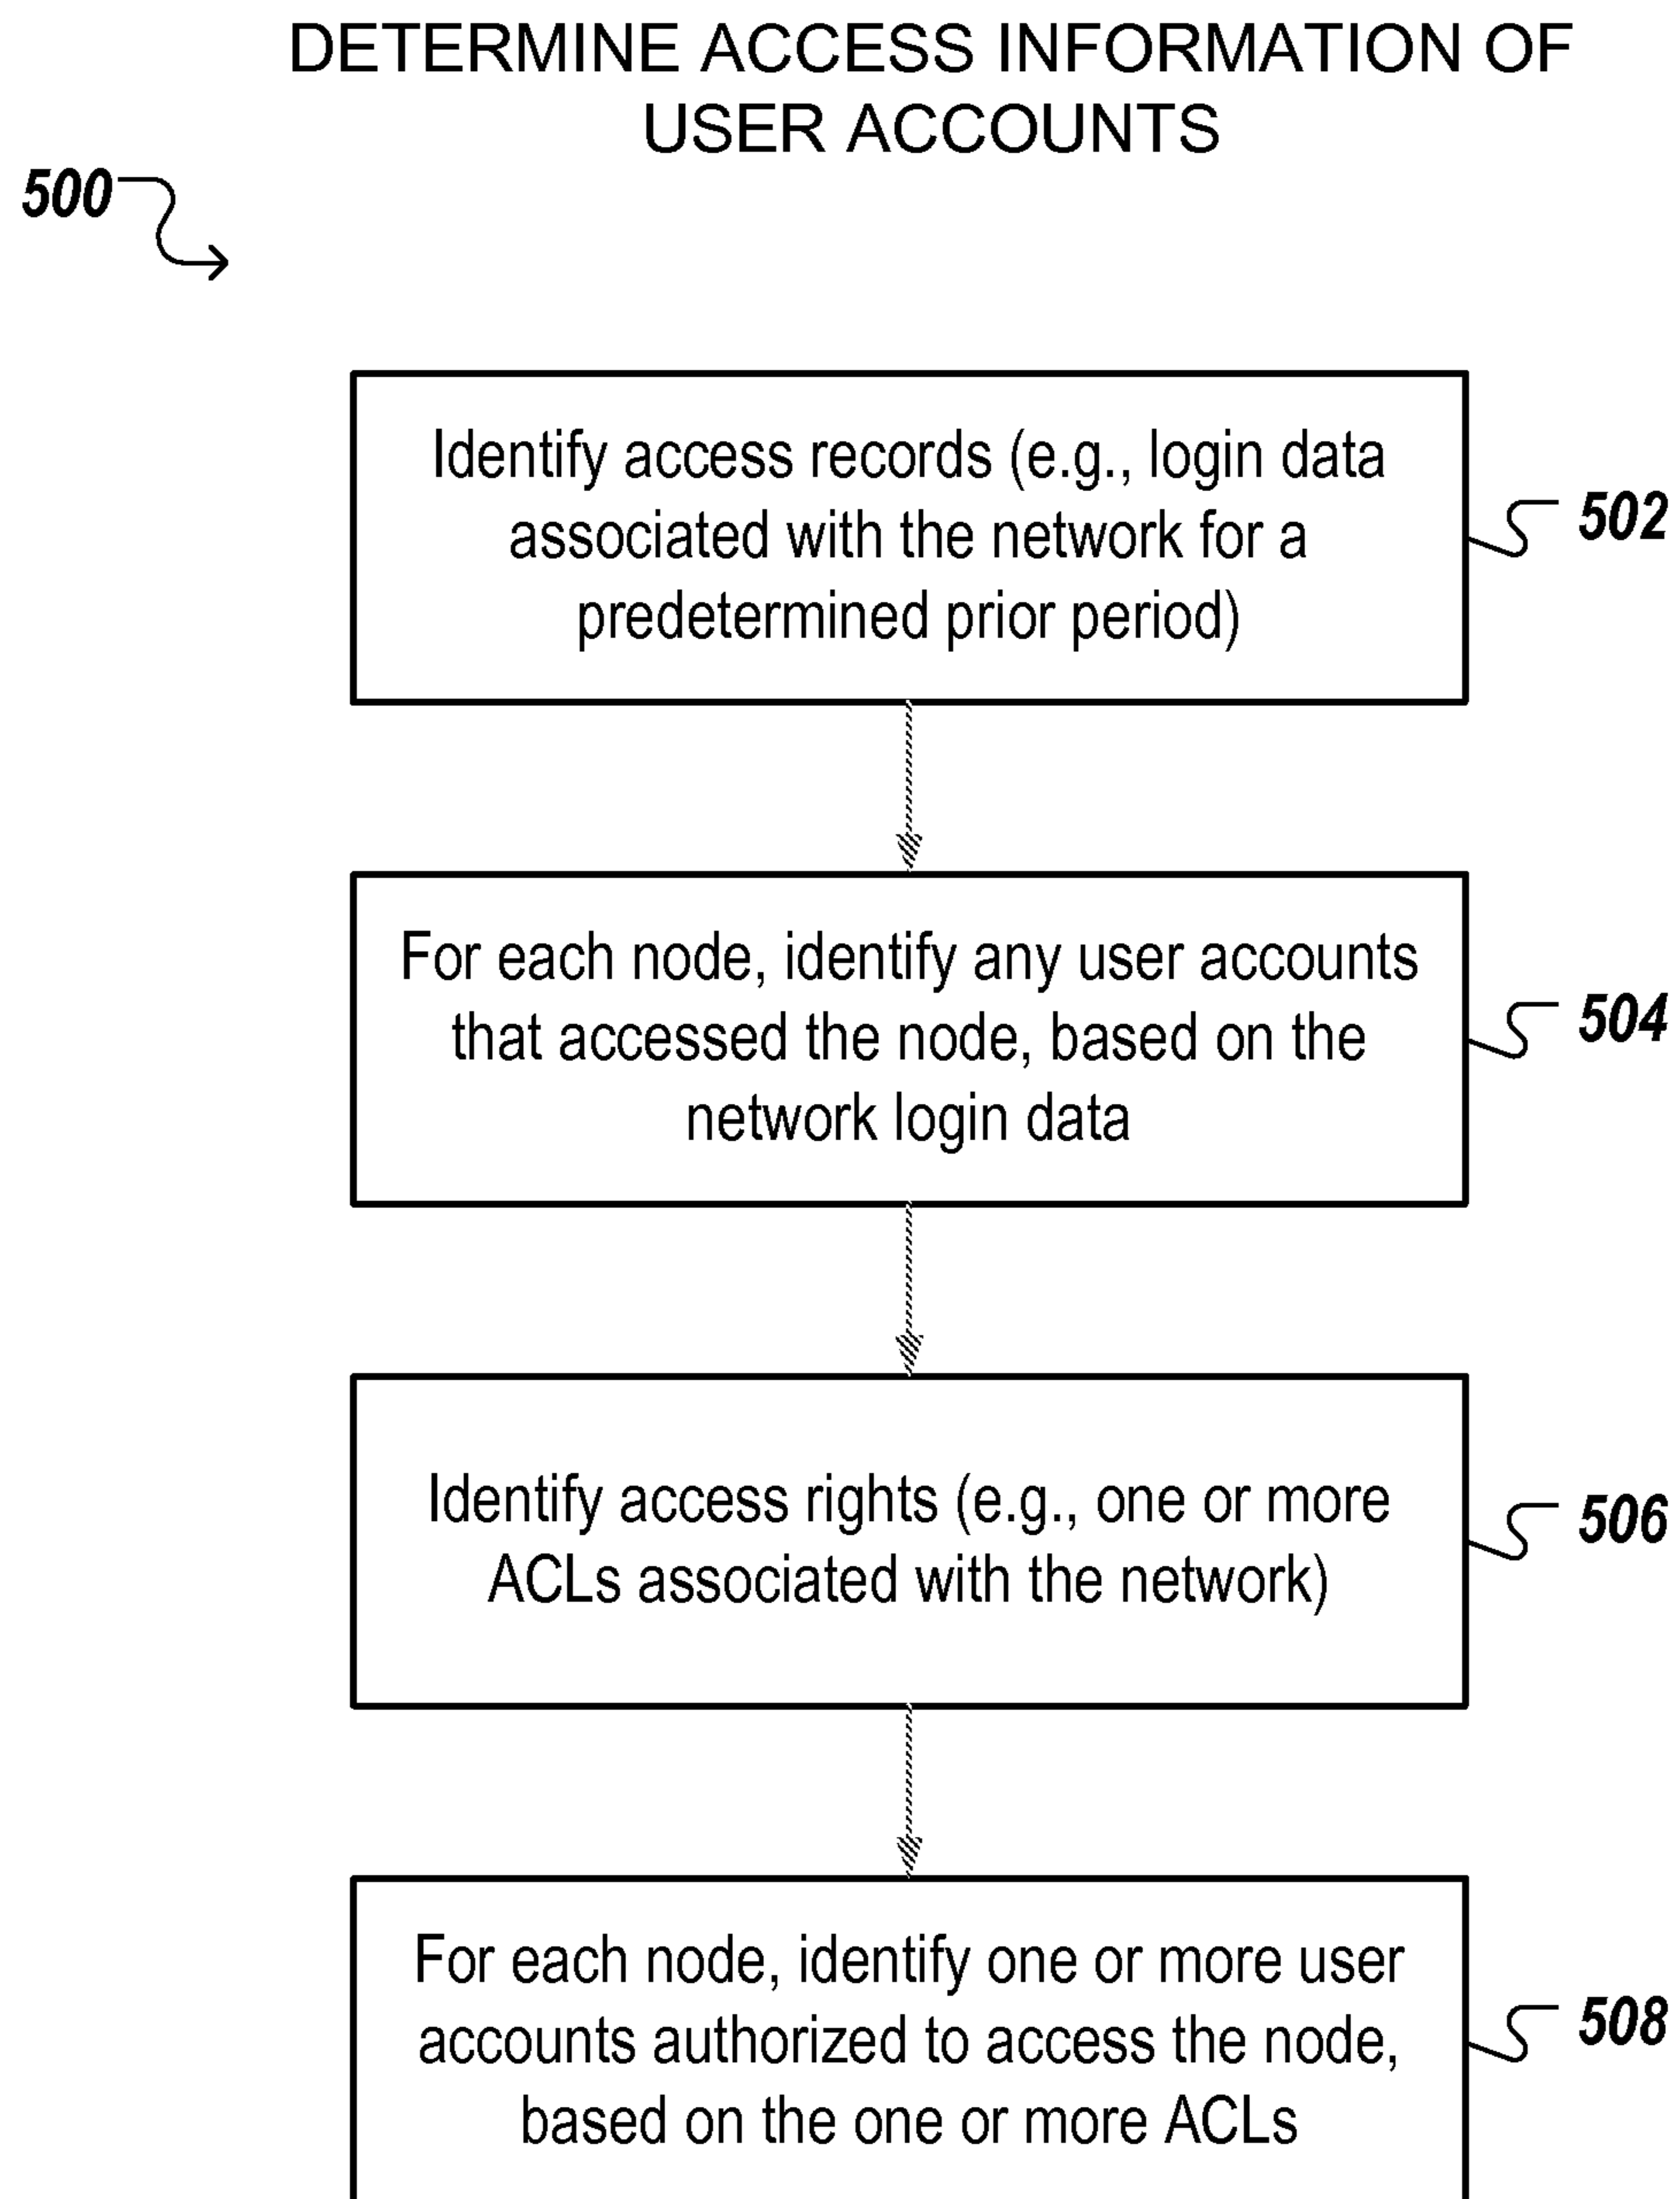 DETERMINE ACCESS INFORMATION OF
USER ACCOUNTS
500
Identify access records (e.g., login data
associated with the network for a
predetermined prior period)
502
For each node, identify any user accounts
that accessed the node, based on the
network login data
504
Identify access rights (e.g., one or more
ACLs associated with the network)
506
For each node, identify one or more user
accounts authorized to access the node,
based on the one or more ACLs
508